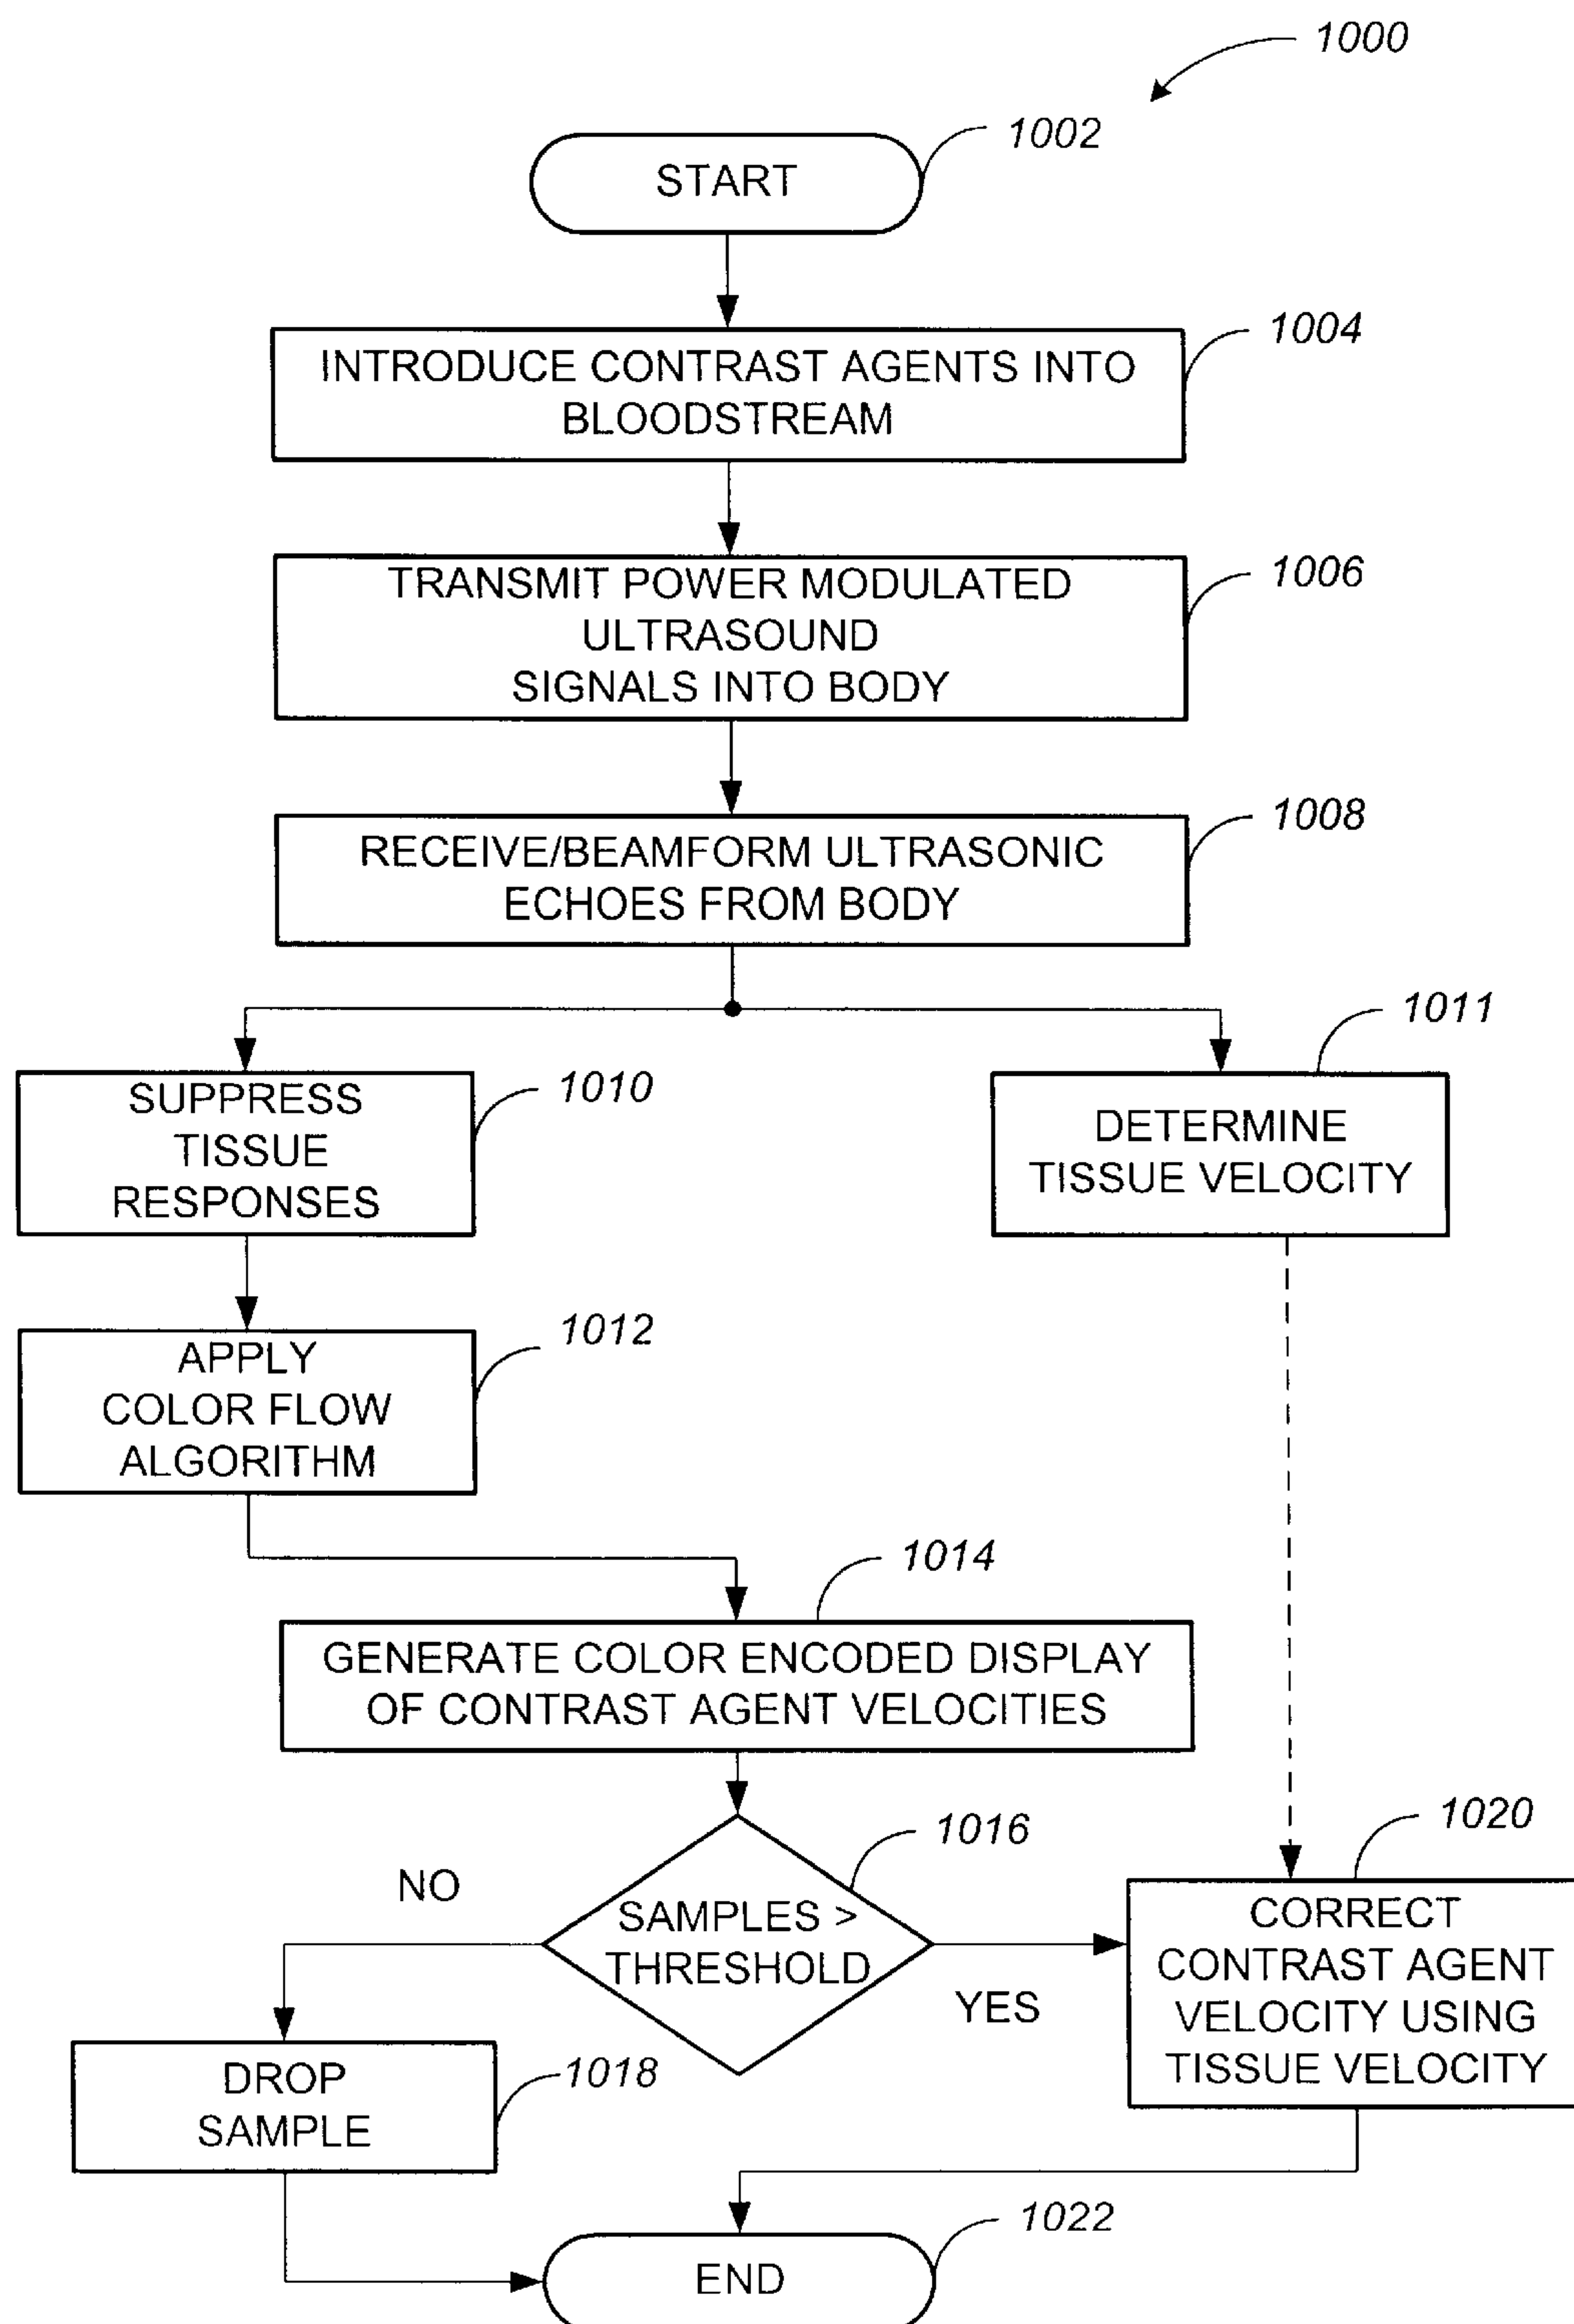 1000
1002
START
1004
INTRODUCE CONTRAST AGENTS INTO
BLOODSTREAM
1006
TRANSMIT POWER MODULATED
ULTRASOUND
SIGNALS INTO BODY
1008
RECEIVE/BEAMFORM ULTRASONIC
ECHOES FROM BODY
1010
SUPPRESS
TISSUE
RESPONSES
1011
DETERMINE
TISSUE VELOCITY
1012
APPLY
COLOR FLOW
ALGORITHM
1014
GENERATE COLOR ENCODED DISPLAY
OF CONTRAST AGENT VELOCITIES
1016
SAMPLES >
THRESHOLD
NO
YES
1018
DROP
SAMPLE
1020
CORRECT
CONTRAST AGENT
VELOCITY USING
TISSUE VELOCITY
1022
END